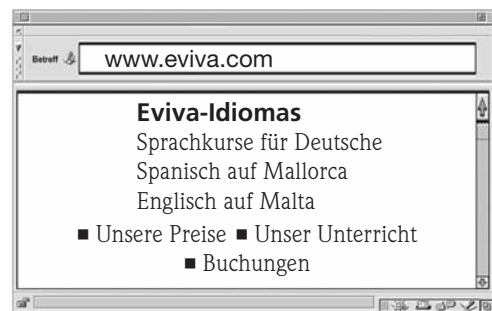 Betreff www.eviva.com
Eviva-Idiomas
Sprachkurse für Deutsche
Spanisch auf Mallorca
Englisch auf Malta
■ Unsere Preise ■ Unser Unterricht
■ Buchungen